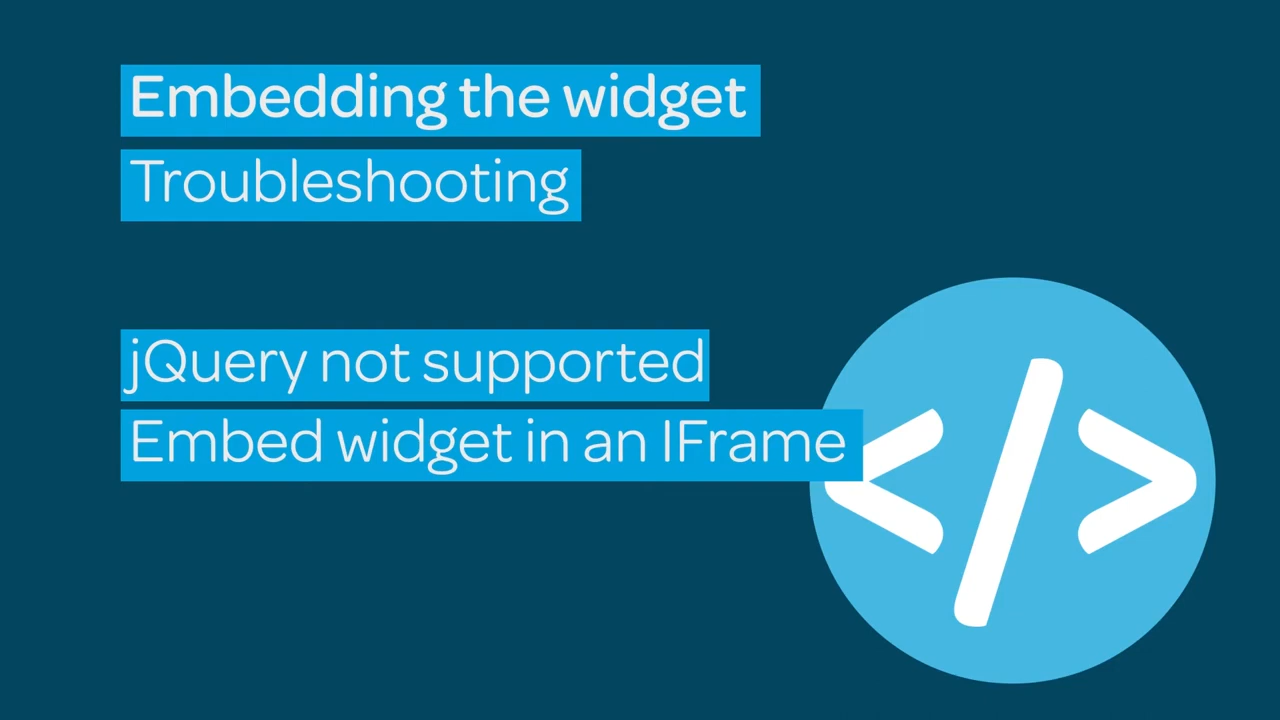 Embedding the widget
Troubleshooting
jQuery not supported
Embed widget in an IFrame